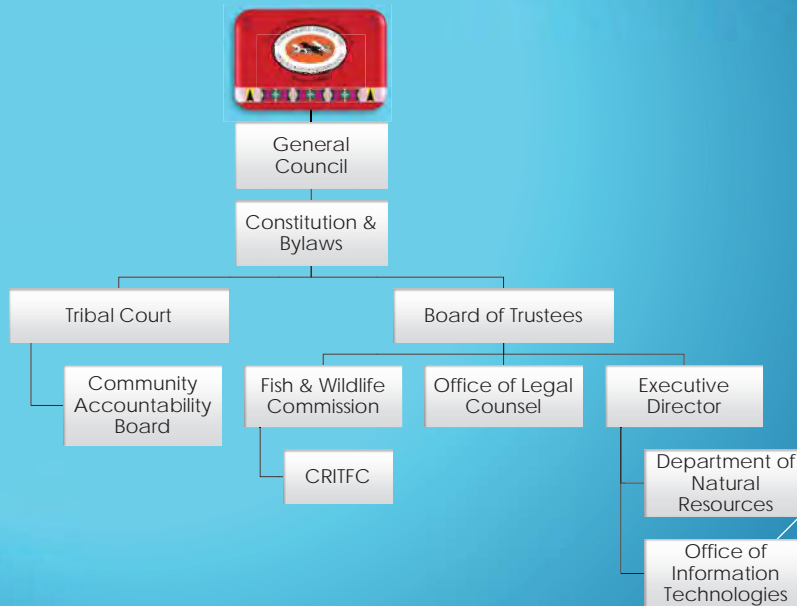 General
Council
Constitution &
Bylaws
Tribal Court
Board of Trustees
Community
Accountability
Board
Fish & Wildlife
Commission
Office of Legal
Counsel
Executive
Director
CRITFC
Department of
Natural
Resources
Office of
Information
Technologies